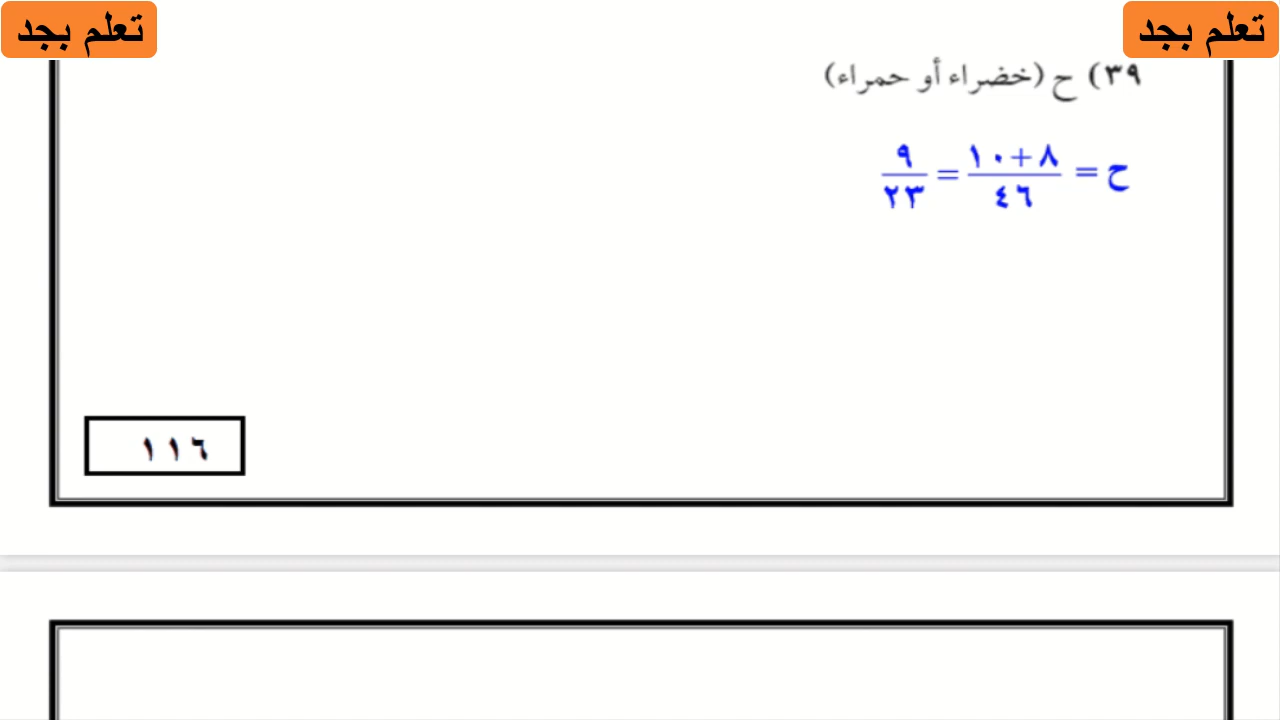 تعلم بجد
تعلم بجد
٣٩) ح (خضراء أو حمراء)
ح = ٨+١٠/٤٦ = ٩/٢٣
١١٦